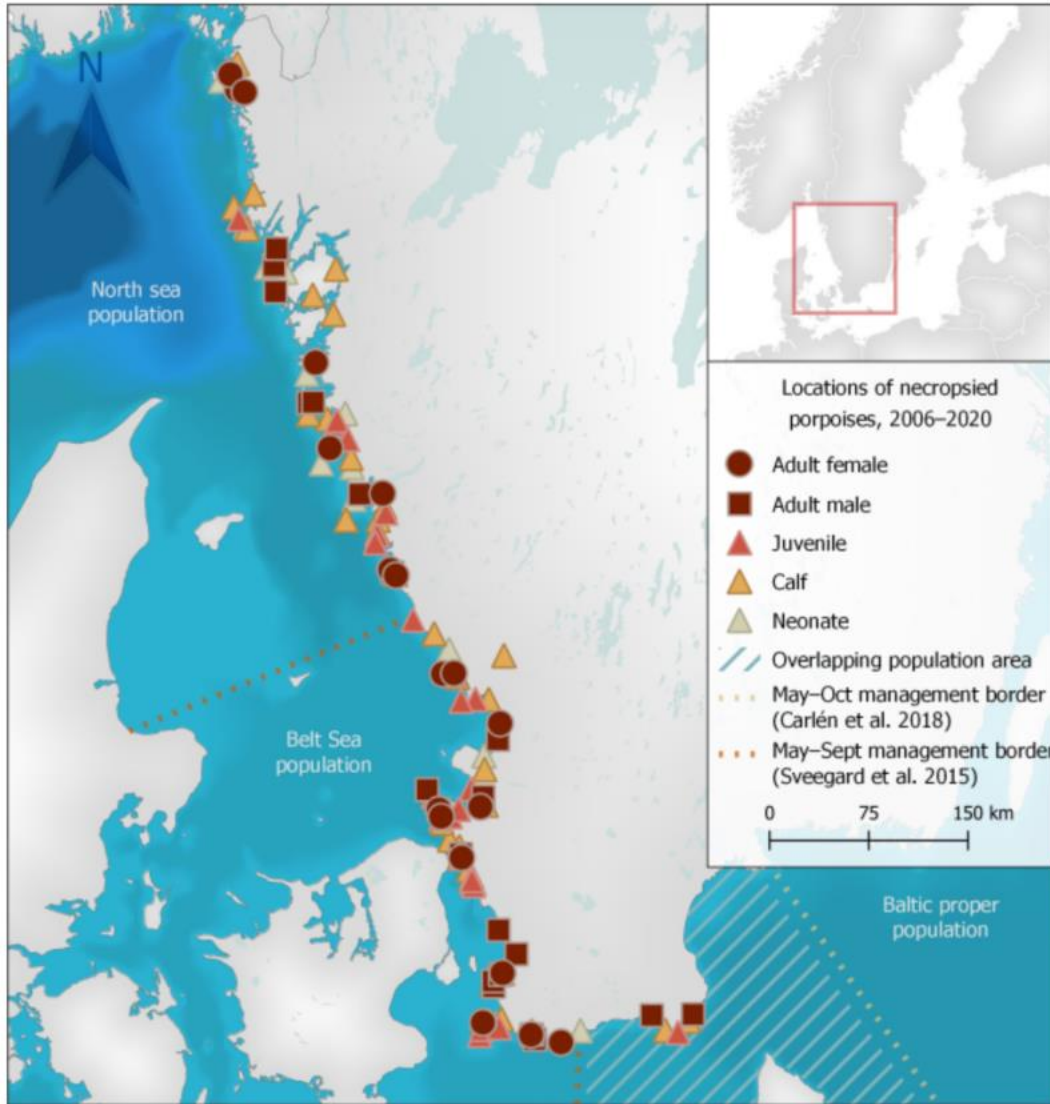 N
North sea
population
Locations of necropsied
porpoises, 2006–2020
Adult female
Adult male
Juvenile
Calf
Neonate
Overlapping population area
May–Oct management border
(Carlén et al. 2018)
May–Sept management border
(Sveegard et al. 2015)
0 75 150 km
Belt Sea
population
Baltic proper
population